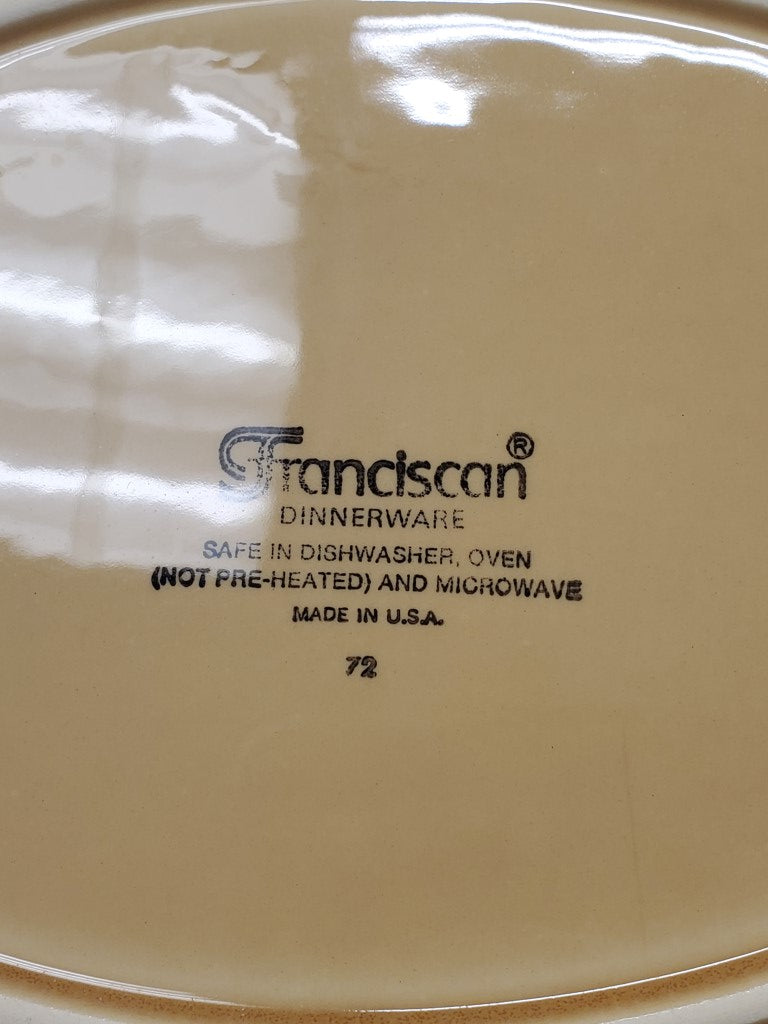 Franciscan®
DINNERWARE
SAFE IN DISHWASHER, OVEN
(NOT PRE-HEATED) AND MICROWAVE
MADE IN U.S.A.
72